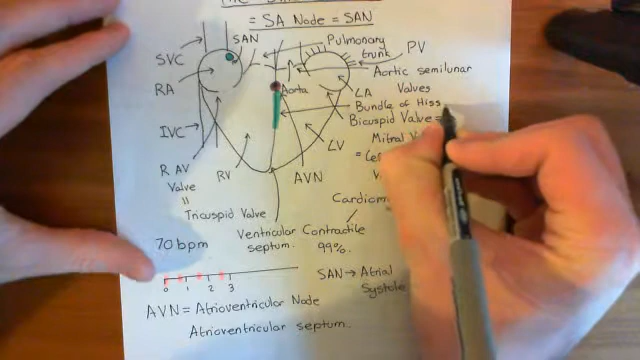 = SA Node = SAN
SAN
Pulmonary
trunk
PV
SVC
Aortic semilunar
Valves
RA
Aorta
LA
Bundle of Hiss
Bicuspid Valve =
IVC
Mitral
LV
R AV
Valve
=
Tricuspid Valve
RV
AVN
Ventricular
septum.
Contractile
99%.
70 bpm
0 1 2 3
SAN → Atrial
Systole
AVN = Atrioventricular Node
Atrioventricular septum.